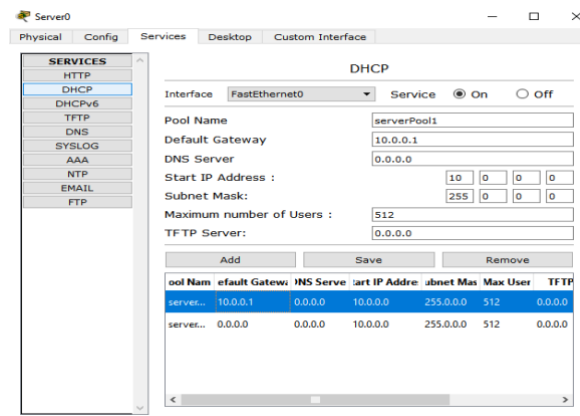 Server0
Physical Config Services Desktop Custom Interface
SERVICES
HTTP
DHCP
DHCPv6
TFTP
DNS
SYSLOG
AAA
NTP
EMAIL
FTP
DHCP
Interface FastEthernet0 Service On Off
Pool Name serverPool1
Default Gateway 10.0.0.1
DNS Server 0.0.0.0
Start IP Address : 10 0 0 0
Subnet Mask: 255 0 0 0
Maximum number of Users : 512
TFTP Server: 0.0.0.0
Add Save Remove
ool Nam efault Gatewa DNS Serve tart IP Addre ubnet Mas Max User TFTP
server... 10.0.0.1 0.0.0.0 10.0.0.0 255.0.0.0 512 0.0.0.0
server... 0.0.0.0 0.0.0.0 10.0.0.0 255.0.0.0 512 0.0.0.0